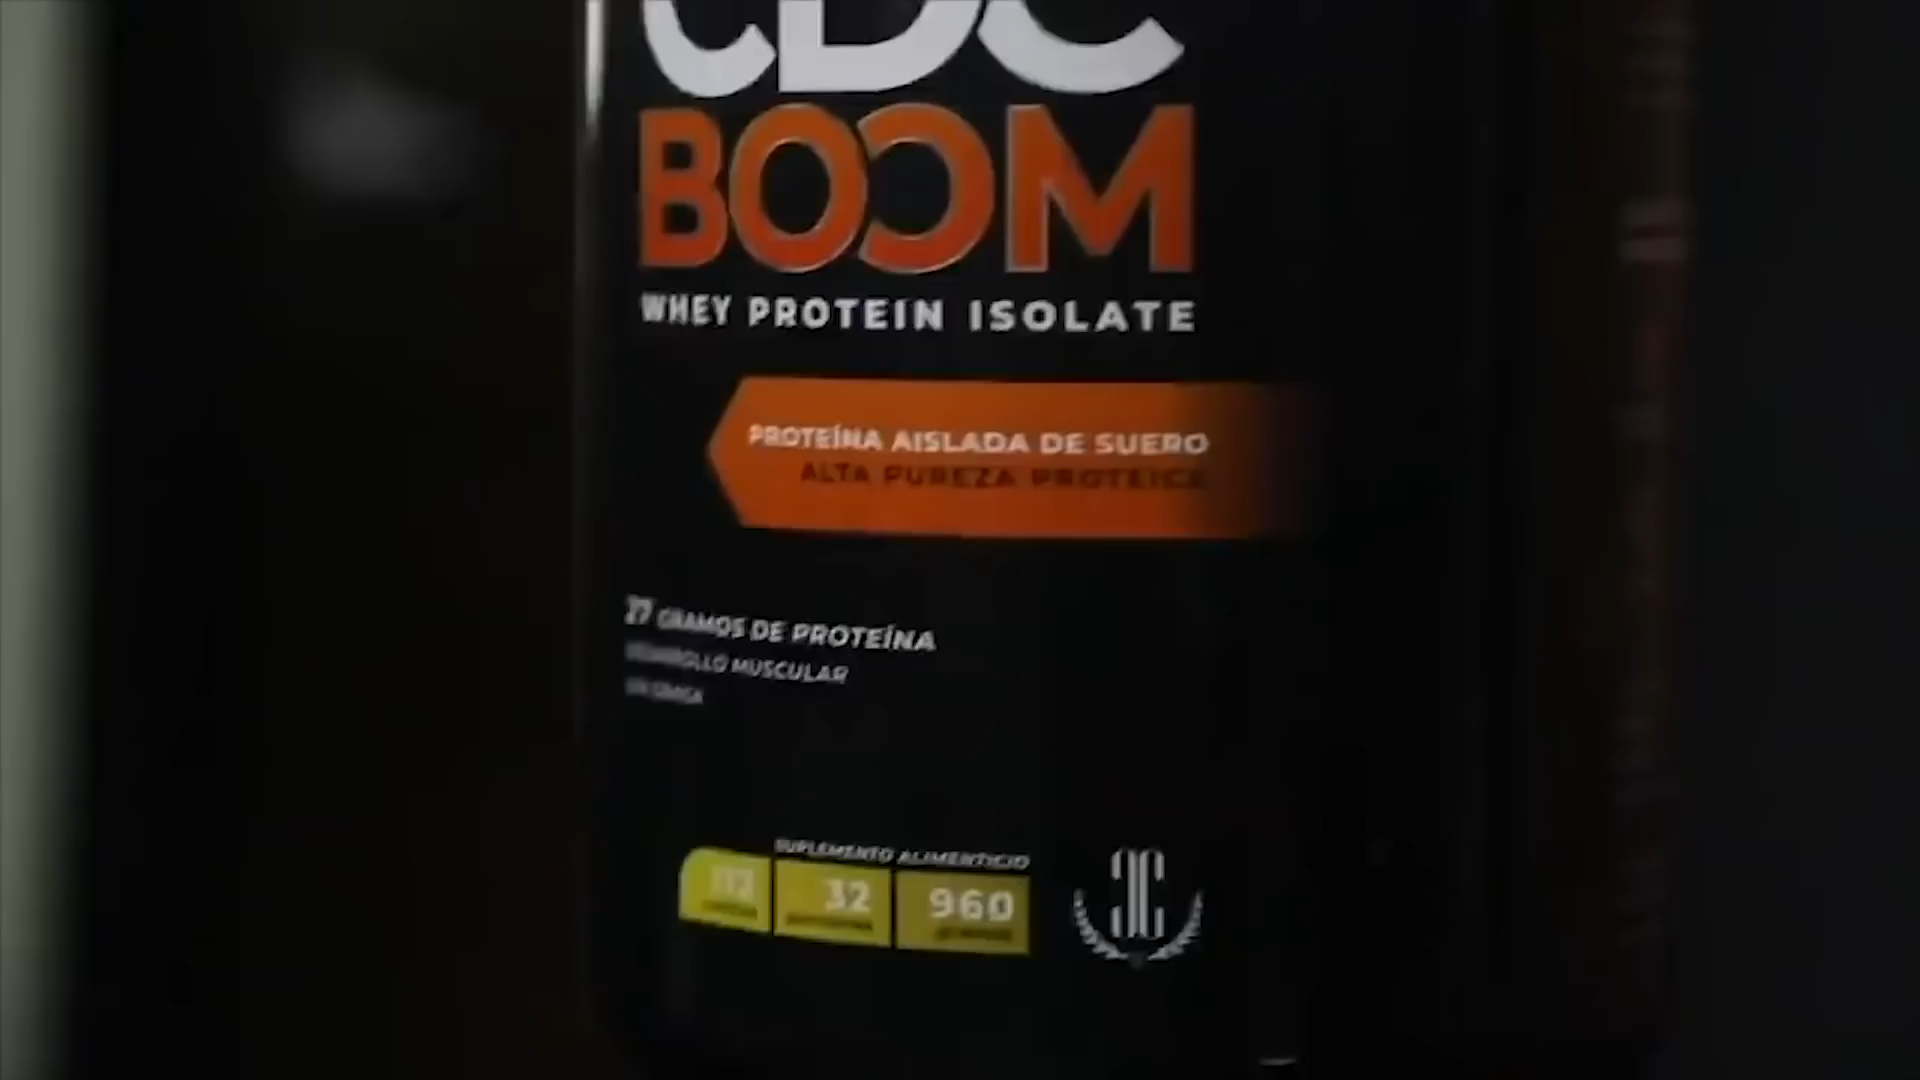 CDC
BOOM
WHEY PROTEIN ISOLATE
PROTEÍNA AISLADA DE SUERO
ALTA PUREZA PROTEICA
27 GRAMOS DE PROTEÍNA
DESARROLLO MUSCULAR
SUPLEMENTO ALIMENTICIO
32 960